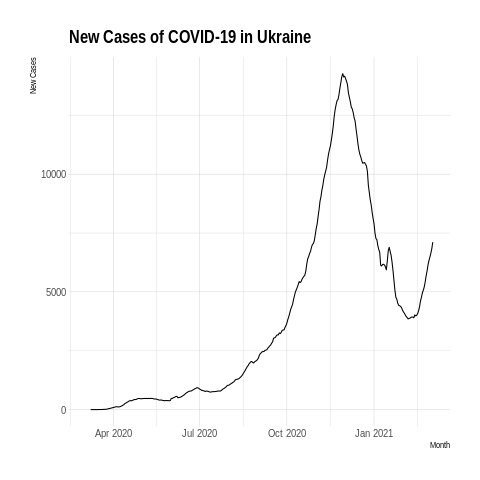 New Cases of COVID-19 in Ukraine
New Cases
10000
5000
0
Apr 2020 Jul 2020 Oct 2020 Jan 2021
Month